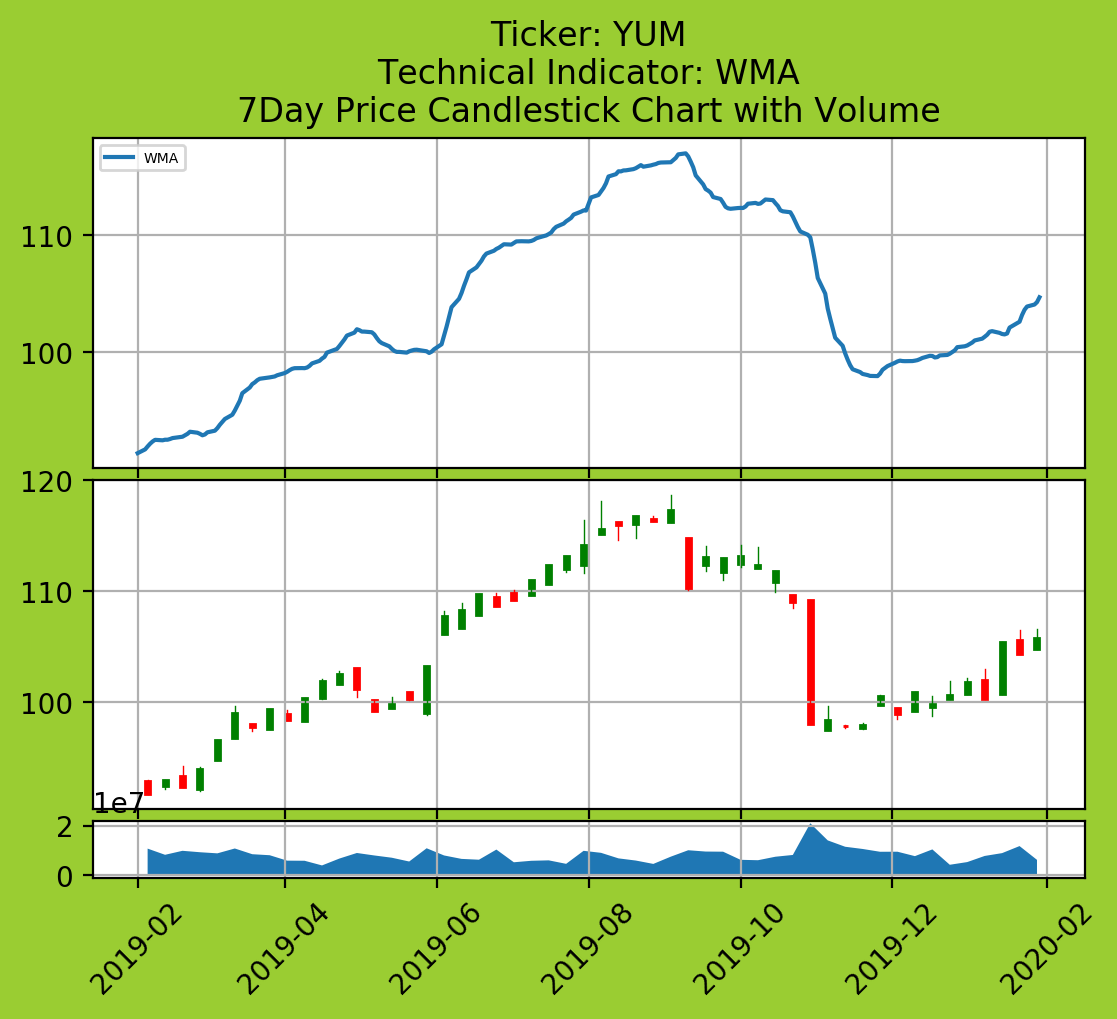 Ticker: YUM
Technical Indicator: WMA
7Day Price Candlestick Chart with Volume
WMA
110
100
120
110
100
1e7
2
0
2019-02
2019-04
2019-06
2019-08
2019-10
2019-12
2020-02